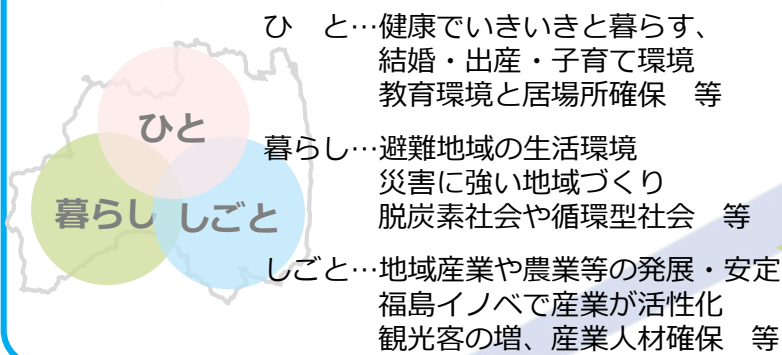 ひと
暮らし
しごと
ひ　と…健康でいきいきと暮らす、
結婚・出産・子育て環境
教育環境と居場所確保　等
暮らし…避難地域の生活環境
災害に強い地域づくり
脱炭素社会や循環型社会　等
しごと…地域産業や農業等の発展・安定
福島イノベで産業が活性化
観光客の増、産業人材確保　等